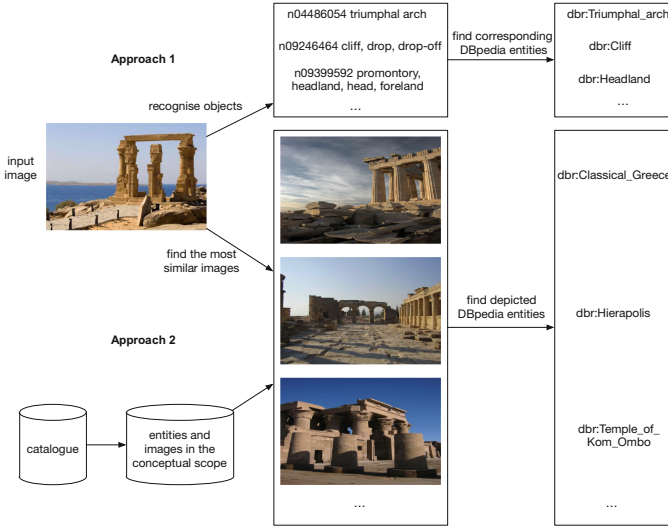 Approach 1
recognise objects
input
image
n04486054 triumphal arch
n09246464 cliff, drop, drop-off
n09399592 promontory,
headland, head, foreland
...
find corresponding
DBpedia entities
dbr:Triumphal_arch
dbr:Cliff
dbr:Headland
...
find the most
similar images
Approach 2
catalogue
entities and
images in the
conceptual scope
...
find depicted
DBpedia entities
dbr:Classical_Greece
dbr:Hierapolis
dbr:Temple_of_
Kom_Ombo
...